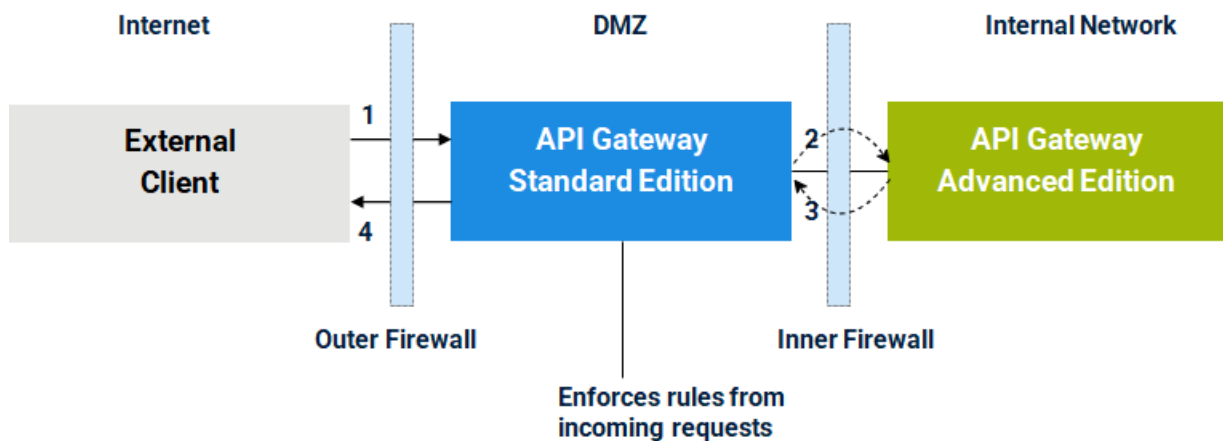 Internet
DMZ
Internal Network
External
Client
1
4
API Gateway
Standard Edition
2
3
API Gateway
Advanced Edition
Outer Firewall
Inner Firewall
Enforces rules from
incoming requests